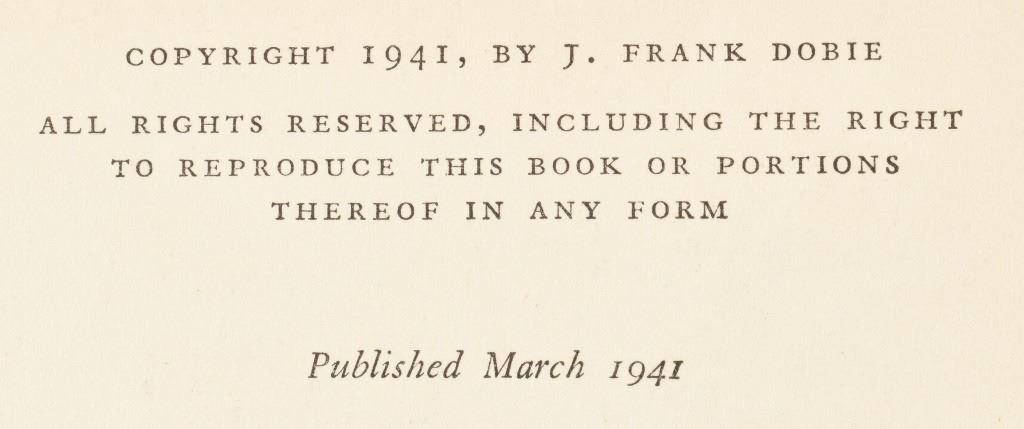 COPYRIGHT 1941, BY J. FRANK DOBIE
ALL RIGHTS RESERVED, INCLUDING THE RIGHT
TO REPRODUCE THIS BOOK OR PORTIONS
THEREOF IN ANY FORM
Published March 1941